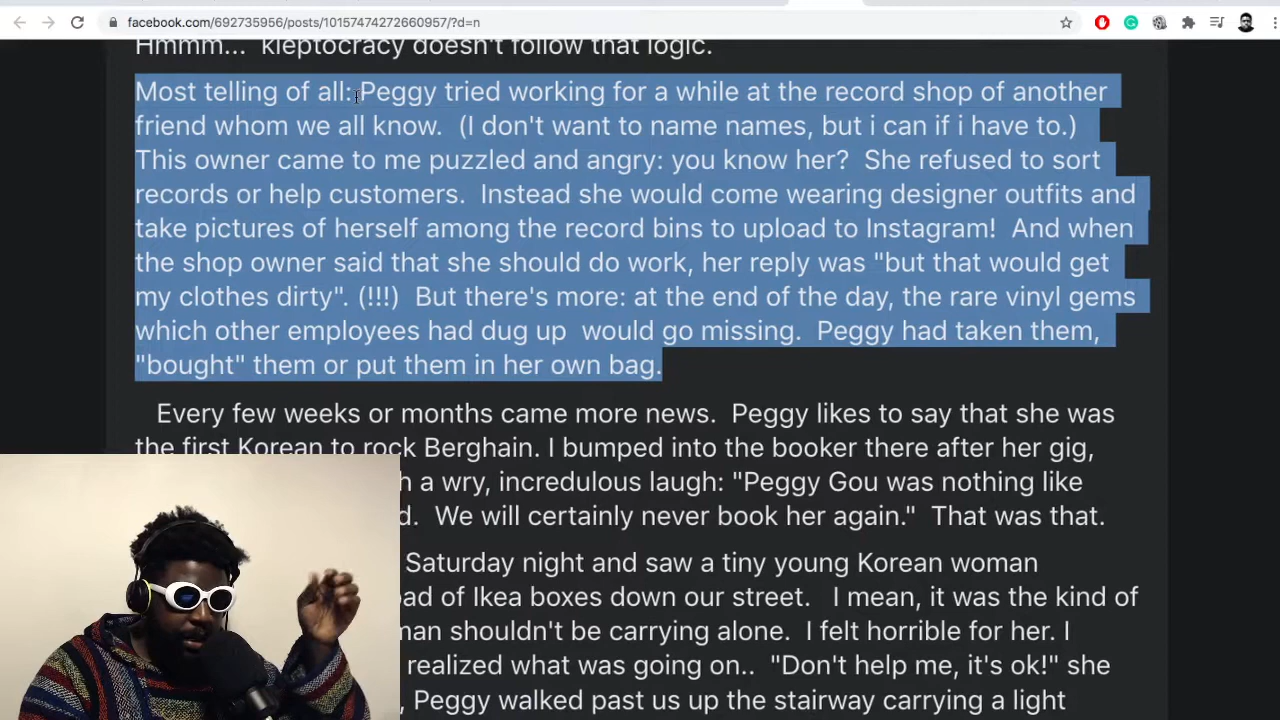 facebook.com/692735956/posts/10157474272660957/?d=n
Hmmm... kleptocracy doesn't follow that logic.
Most telling of all: Peggy tried working for a while at the record shop of another
friend whom we all know. (I don't want to name names, but i can if i have to.)
This owner came to me puzzled and angry: you know her? She refused to sort
records or help customers. Instead she would come wearing designer outfits and
take pictures of herself among the record bins to upload to Instagram! And when
the shop owner said that she should do work, her reply was "but that would get
my clothes dirty". (!!!) But there's more: at the end of the day, the rare vinyl gems
which other employees had dug up would go missing. Peggy had taken them,
"bought" them or put them in her own bag.
Every few weeks or months came more news. Peggy likes to say that she was
the first Korean to rock Berghain. I bumped into the booker there after her gig,
h a wry, incredulous laugh: "Peggy Gou was nothing like
d. We will certainly never book her again." That was that.
Saturday night and saw a tiny young Korean woman
ad of Ikea boxes down our street. I mean, it was the kind of
man shouldn't be carrying alone. I felt horrible for her. I
realized what was going on.. "Don't help me, it's ok!" she
, Peggy walked past us up the stairway carrying a light